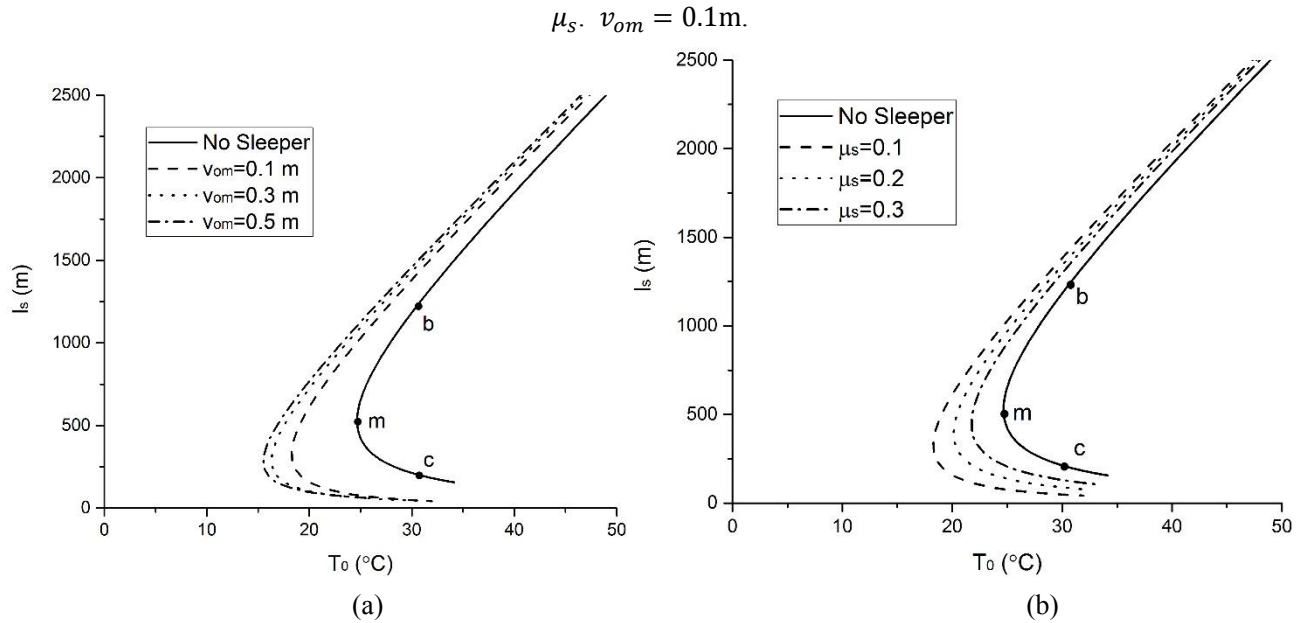 μₛ. vₒₘ = 0.1m.
2500
2000
1500
1000
500
0
lₛ (m)
No Sleeper
vₒₘ=0.1 m
vₒₘ=0.3 m
vₒₘ=0.5 m
b
m
c
0 10 20 30 40 50
T₀ (°C)
(a)
2500
2000
1500
1000
500
0
lₛ (m)
No Sleeper
μₛ=0.1
μₛ=0.2
μₛ=0.3
b
m
c
0 10 20 30 40 50
T₀ (°C)
(b)